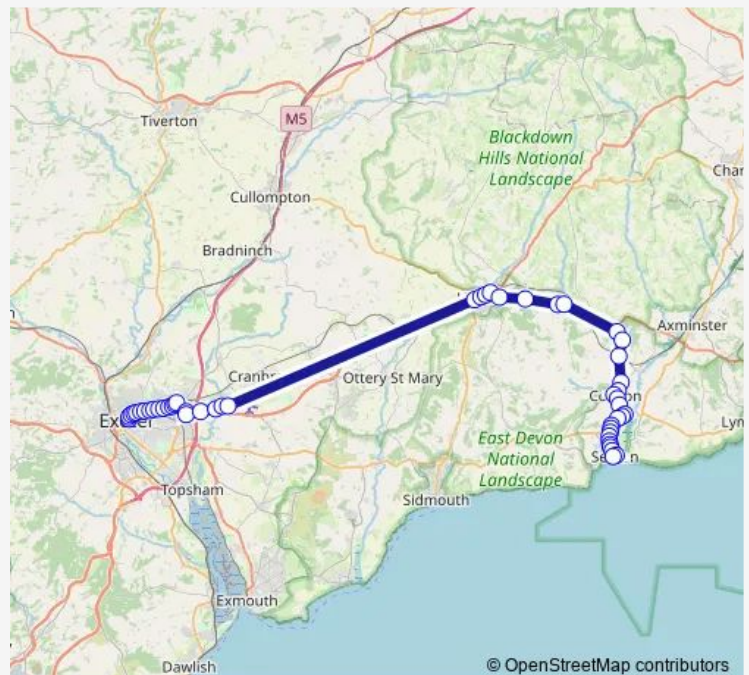 Tiverton
M5
Blackdown
Hills National
Landscape
Cullompton
Bradninch
Axminster
Ottery St Mary
East Devon
National
Landscape
Topsham
Sidmouth
Exmouth
Dawlish
© OpenStreetMap contributors